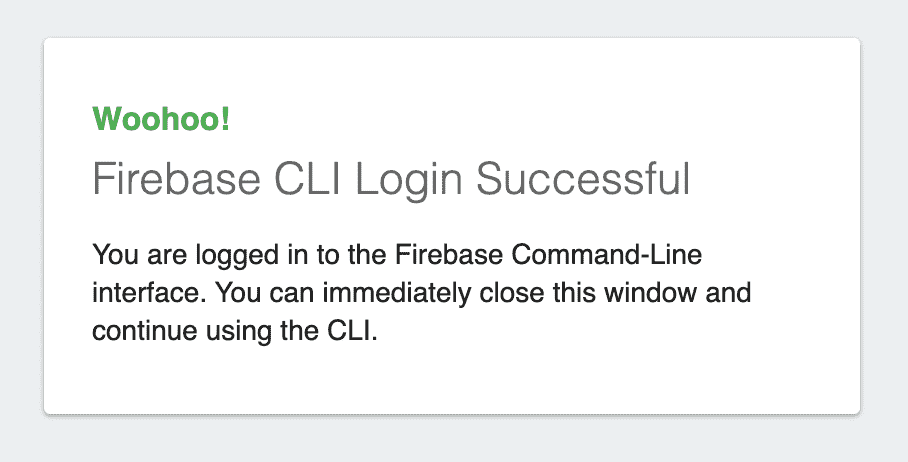 Woohoo!
Firebase CLI Login Successful
You are logged in to the Firebase Command-Line
interface. You can immediately close this window and
continue using the CLI.